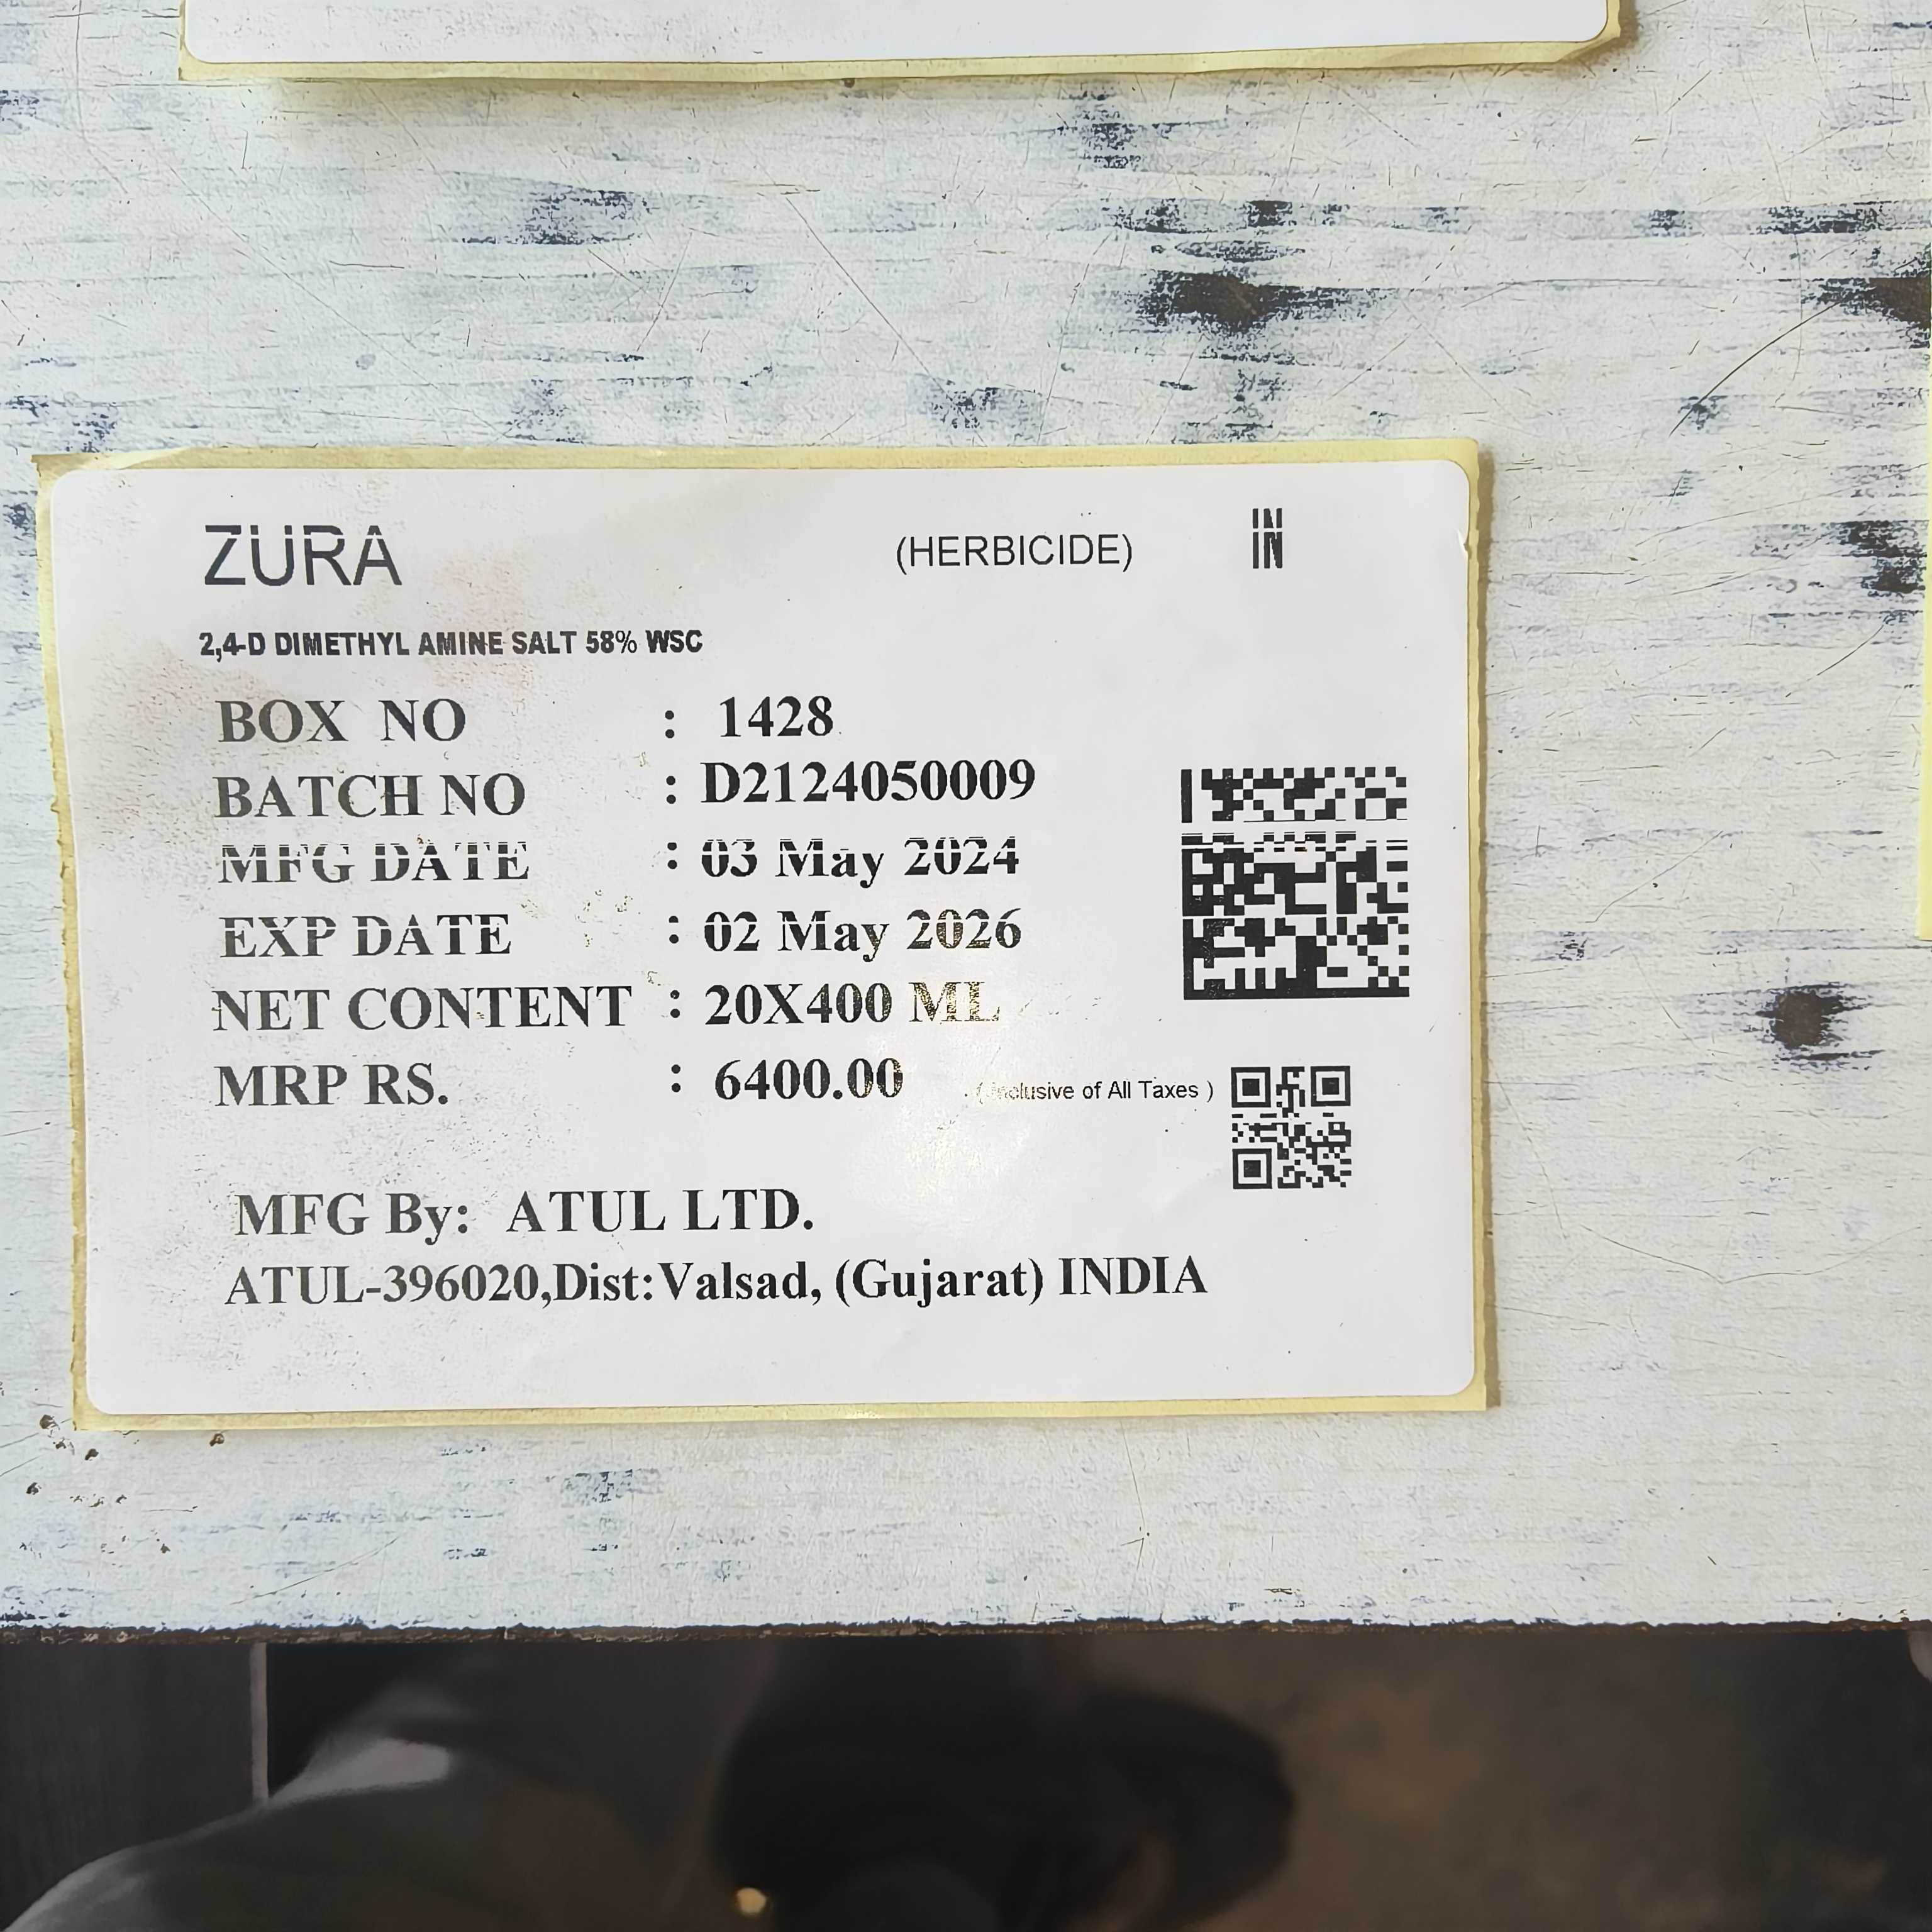 ZURA (HERBICIDE) IN
IN
2,4-D DIMETHYL AMINE SALT 58% WSC
BOX NO : 1428
BATCH NO : D2124050009
MFG DATE : 03 May 2024
EXP DATE : 02 May 2026
NET CONTENT : 20X400 ML
MRP RS. : 6400.00 ( Inclusive of All Taxes )
MFG By: ATUL LTD.
ATUL-396020,Dist:Valsad, (Gujarat) INDIA